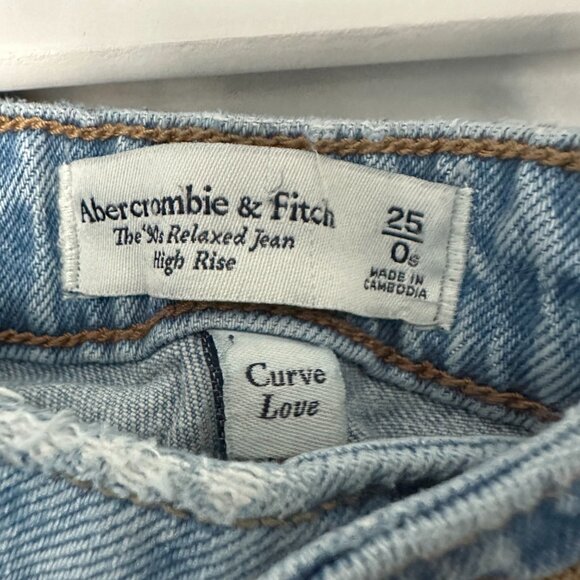 Abercrombie & Fitch
The '90s Relaxed Jean
High Rise
25
0s
MADE IN
CAMBODIA
Curve
Love